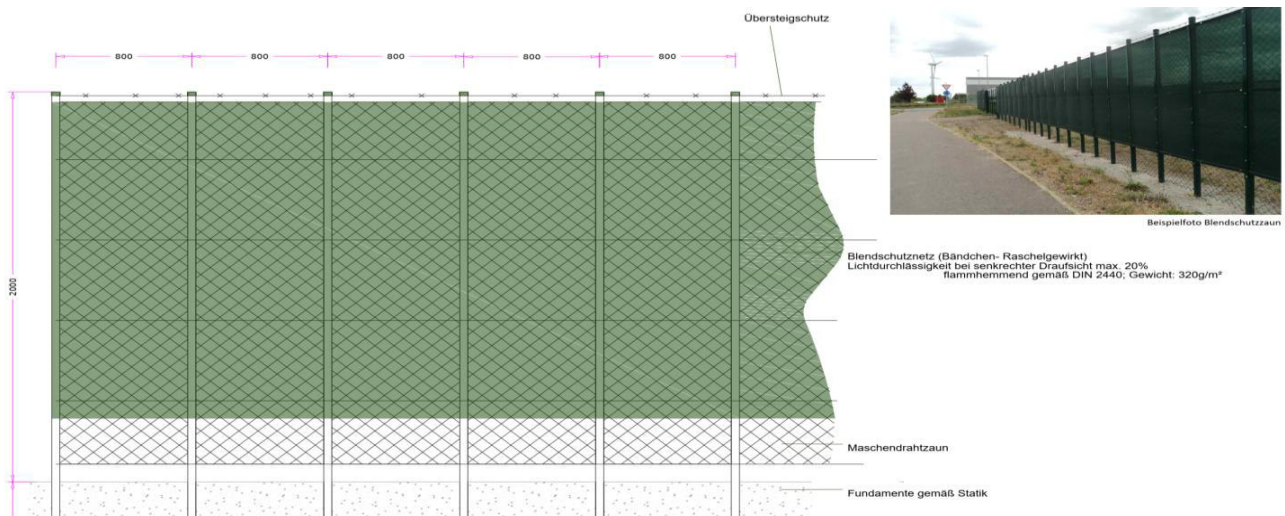 Übersteigschutz
800 800 800 800 800
2000
Beispielfoto Blendschutzzaun
Blendschutznetz (Bändchen- Raschelgewirkt)
Lichtdurchlässigkeit bei senkrechter Draufsicht max. 20%
flammhemmend gemäß DIN 2440; Gewicht: 320g/m²
Maschendrahtzaun
Fundamente gemäß Statik